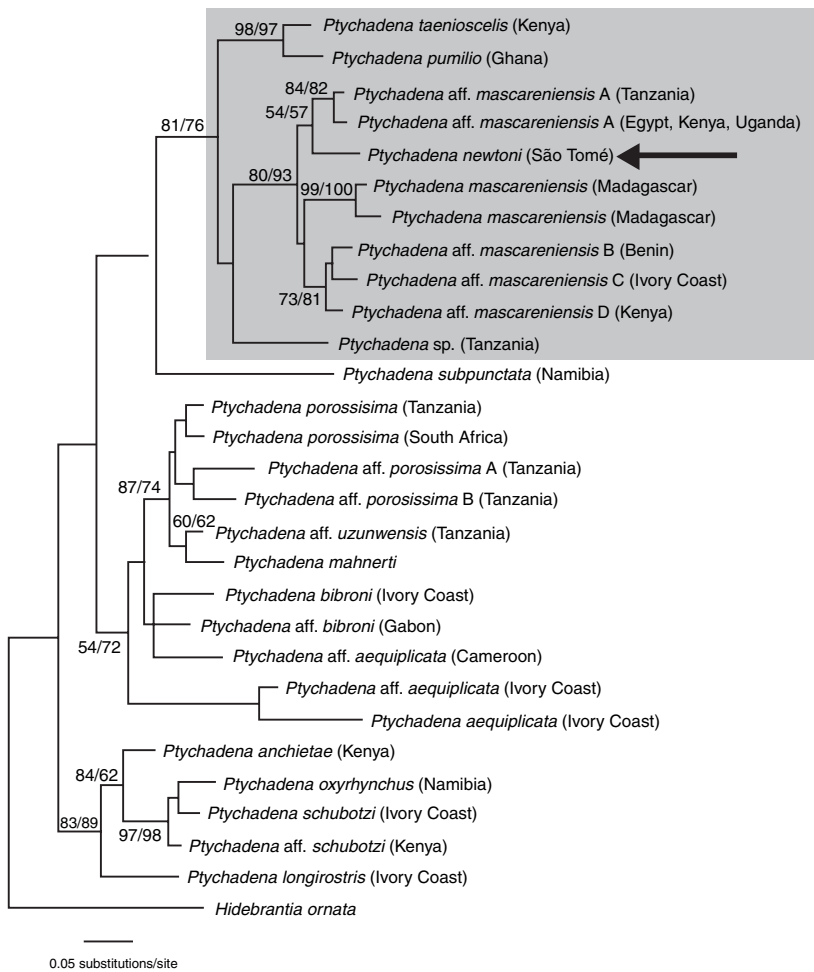 98/97
Ptychadena taenioscelis (Kenya)
Ptychadena pumilio (Ghana)
84/82
Ptychadena aff. mascareniensis A (Tanzania)
54/57
81/76
Ptychadena aff. mascareniensis A (Egypt, Kenya, Uganda)
Ptychadena newtoni (São Tomé)
80/93
99/100
Ptychadena mascareniensis (Madagascar)
Ptychadena mascareniensis (Madagascar)
Ptychadena aff. mascareniensis B (Benin)
Ptychadena aff. mascareniensis C (Ivory Coast)
73/81
Ptychadena aff. mascareniensis D (Kenya)
Ptychadena sp. (Tanzania)
Ptychadena subpunctata (Namibia)
Ptychadena porossisima (Tanzania)
Ptychadena porossisima (South Africa)
Ptychadena aff. porosissima A (Tanzania)
87/74
Ptychadena aff. porosissima B (Tanzania)
60/62
Ptychadena aff. uzunwensis (Tanzania)
Ptychadena mahnerti
Ptychadena bibroni (Ivory Coast)
Ptychadena aff. bibroni (Gabon)
54/72
Ptychadena aff. aequiplicata (Cameroon)
Ptychadena aff. aequiplicata (Ivory Coast)
Ptychadena aequiplicata (Ivory Coast)
Ptychadena anchietae (Kenya)
84/62
Ptychadena oxyrhynchus (Namibia)
Ptychadena schubotzi (Ivory Coast)
83/89
97/98
Ptychadena aff. schubotzi (Kenya)
Ptychadena longirostris (Ivory Coast)
Hidebrantia ornata
0.05 substitutions/site